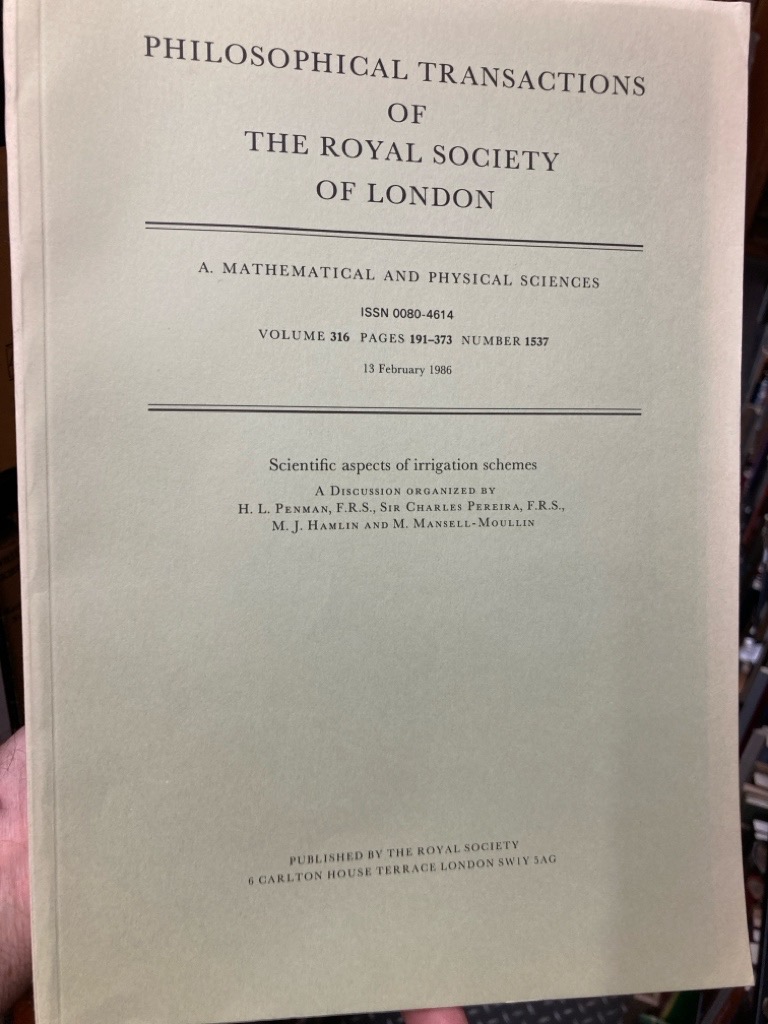 PHILOSOPHICAL TRANSACTIONS
OF
THE ROYAL SOCIETY
OF LONDON
A. MATHEMATICAL AND PHYSICAL SCIENCES
ISSN 0080-4614
VOLUME 316 PAGES 191–373 NUMBER 1537
13 February 1986
Scientific aspects of irrigation schemes
A DISCUSSION ORGANIZED BY
H. L. PENMAN, F.R.S., SIR CHARLES PEREIRA, F.R.S.,
M. J. HAMLIN AND M. MANSELL-MOULLIN
PUBLISHED BY THE ROYAL SOCIETY
6 CARLTON HOUSE TERRACE LONDON SW1Y 5AG